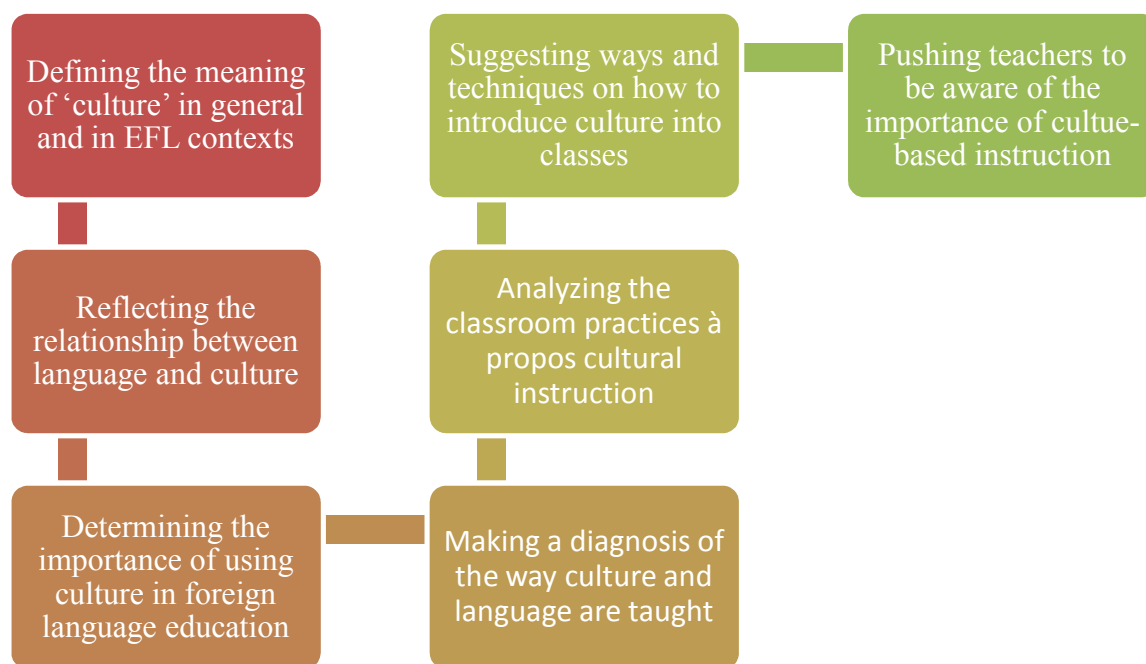 Defining the meaning
of ‘culture’ in general
and in EFL contexts
Reflecting the
relationship between
language and culture
Determining the
importance of using
culture in foreign
language education
Making a diagnosis of
the way culture and
language are taught
Analyzing the
classroom practices à
propos cultural
instruction
Suggesting ways and
techniques on how to
introduce culture into
classes
Pushing teachers to
be aware of the
importance of cultue-
based instruction